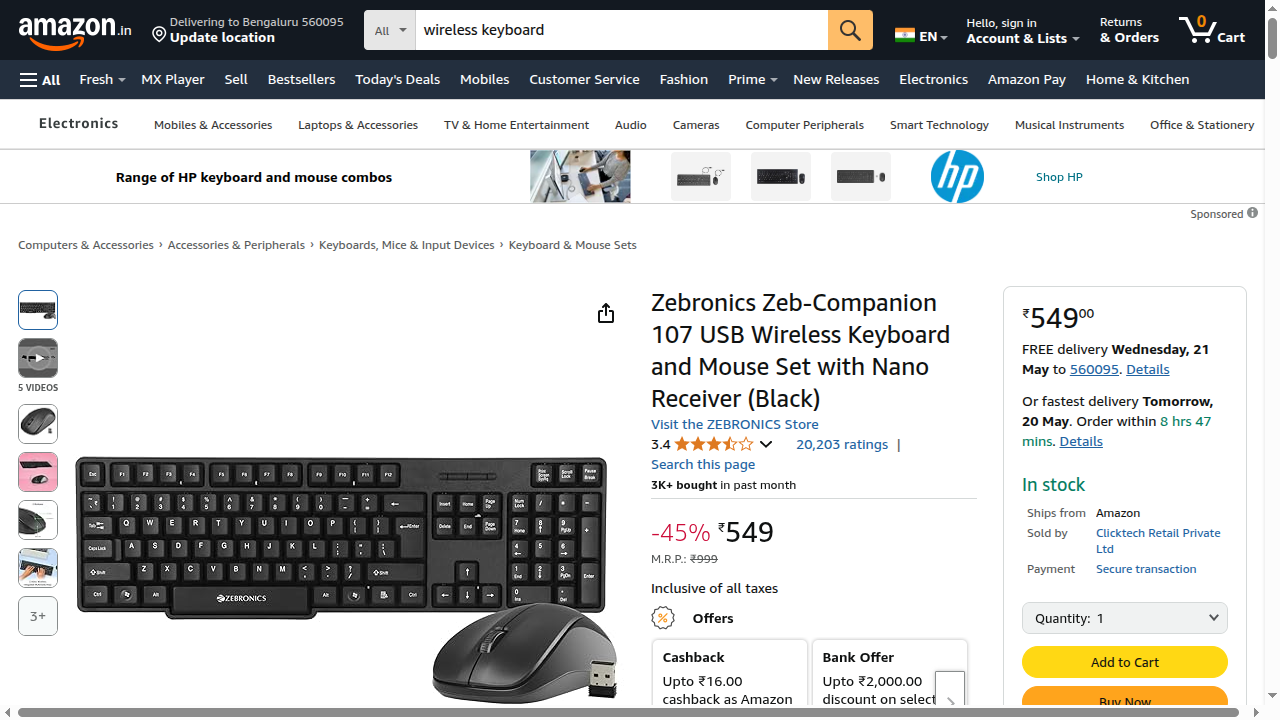 amazon.in
Delivering to Bengaluru 560095
Update location
All
wireless keyboard
EN
Hello, sign in
Account & Lists
Returns
& Orders
0
Cart
All
Fresh
MX Player
Sell
Bestsellers
Today's Deals
Mobiles
Customer Service
Fashion
Prime
New Releases
Electronics
Amazon Pay
Home & Kitchen
Electronics
Mobiles & Accessories
Laptops & Accessories
TV & Home Entertainment
Audio
Cameras
Computer Peripherals
Smart Technology
Musical Instruments
Office & Stationery
Range of HP keyboard and mouse combos
hp
Shop HP
Sponsored
Computers & Accessories › Accessories & Peripherals › Keyboards, Mice & Input Devices › Keyboard & Mouse Sets
5 VIDEOS
3+
ZEBRONICS
Zebronics Zeb-Companion
107 USB Wireless Keyboard
and Mouse Set with Nano
Receiver (Black)
Visit the ZEBRONICS Store
3.4
20,203 ratings |
Search this page
3K+ bought in past month
-45% ₹549
M.R.P.: ₹999
Inclusive of all taxes
Offers
Cashback
Upto ₹16.00
cashback as Amazon
Bank Offer
Upto ₹2,000.00
discount on select
₹54900
FREE delivery Wednesday, 21
May to 560095. Details
Or fastest delivery Tomorrow,
20 May. Order within 8 hrs 47
mins. Details
In stock
Ships from Amazon
Sold by Clicktech Retail Private
Ltd
Payment Secure transaction
Quantity: 1
Add to Cart
Buy Now